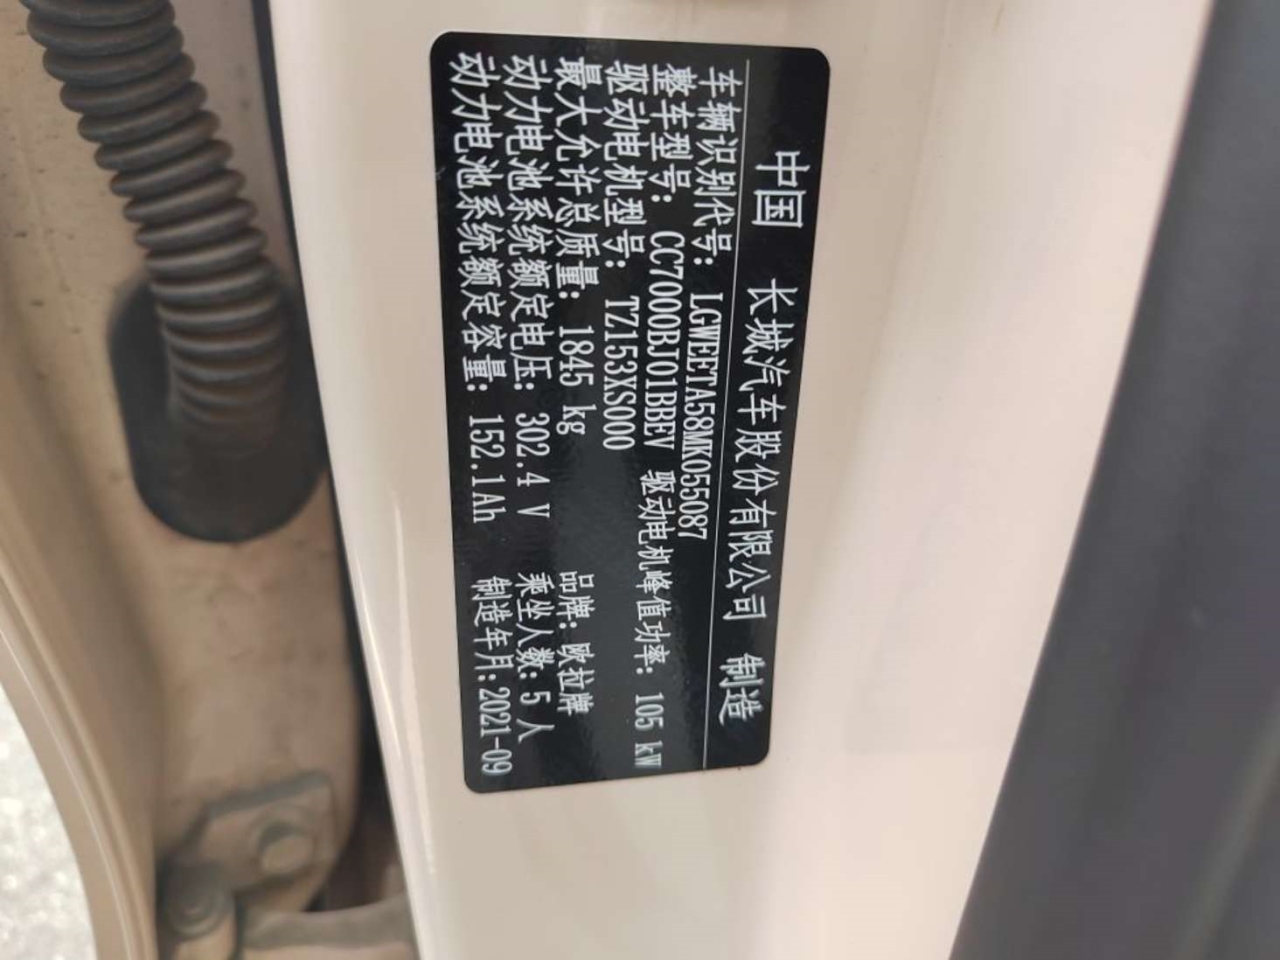 中国 长城汽车股份有限公司 制造
车辆识别代号: LGWEETA58MK055087
整车型号: CC7000BJ01BBEV 驱动电机峰值功率: 105 kW
驱动电机型号: TZ153XS000
最大允许总质量: 1845 kg 品牌: 欧拉牌
动力电池系统额定电压: 302.4 V 乘坐人数: 5 人
动力电池系统额定容量: 152.1Ah 制造年月: 2021-09